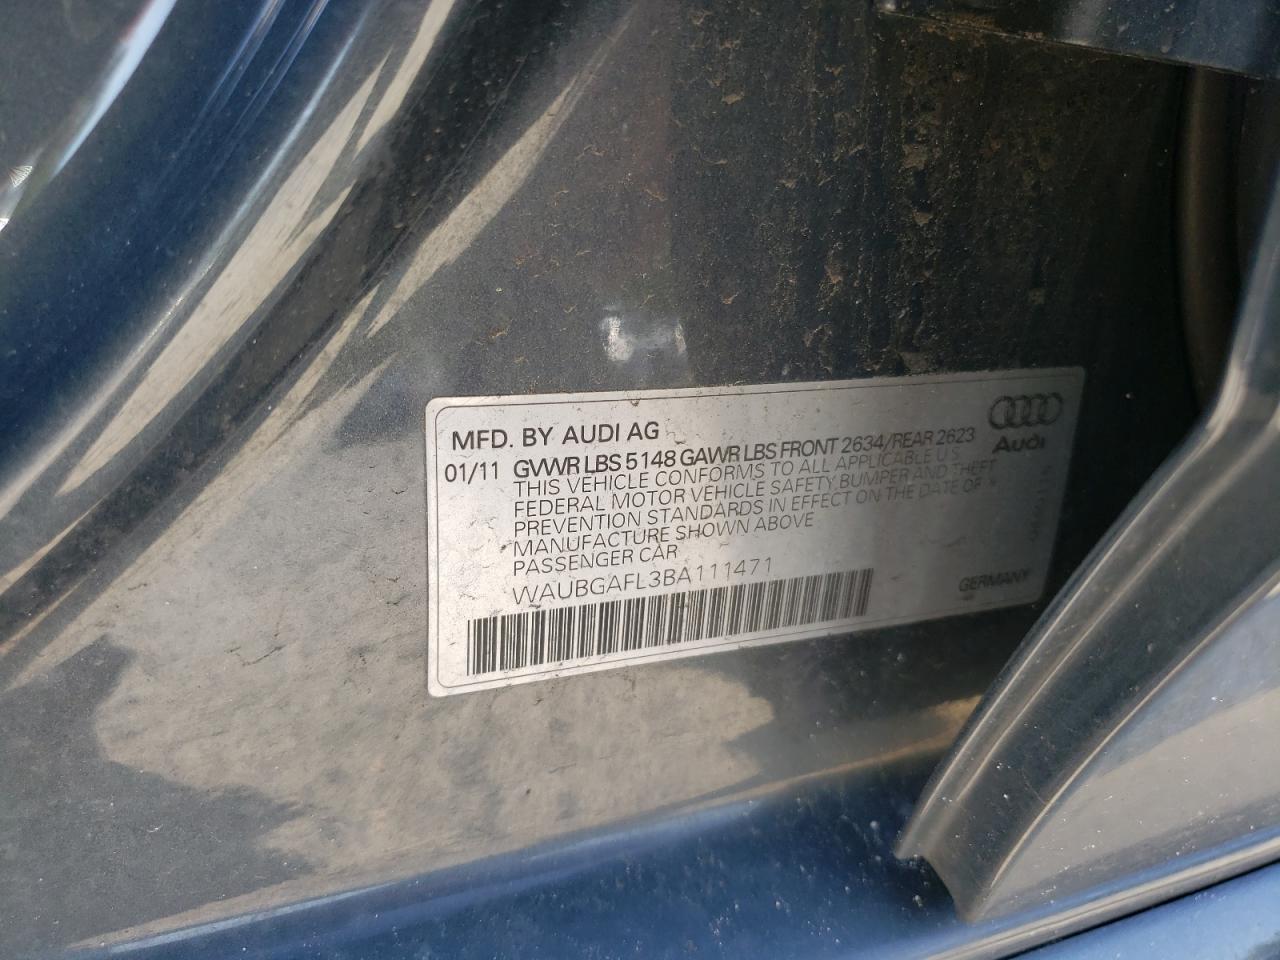 MFD. BY AUDI AG
01/11 GVWR LBS 5148 GAWR LBS FRONT 2634/REAR 2623
THIS VEHICLE CONFORMS TO ALL APPLICABLE U.S.
FEDERAL MOTOR VEHICLE SAFETY BUMPER AND THEFT
PREVENTION STANDARDS IN EFFECT ON THE DATE OF
MANUFACTURE SHOWN ABOVE
PASSENGER CAR
WAUBGAFL3BA111471
Audi
GERMANY